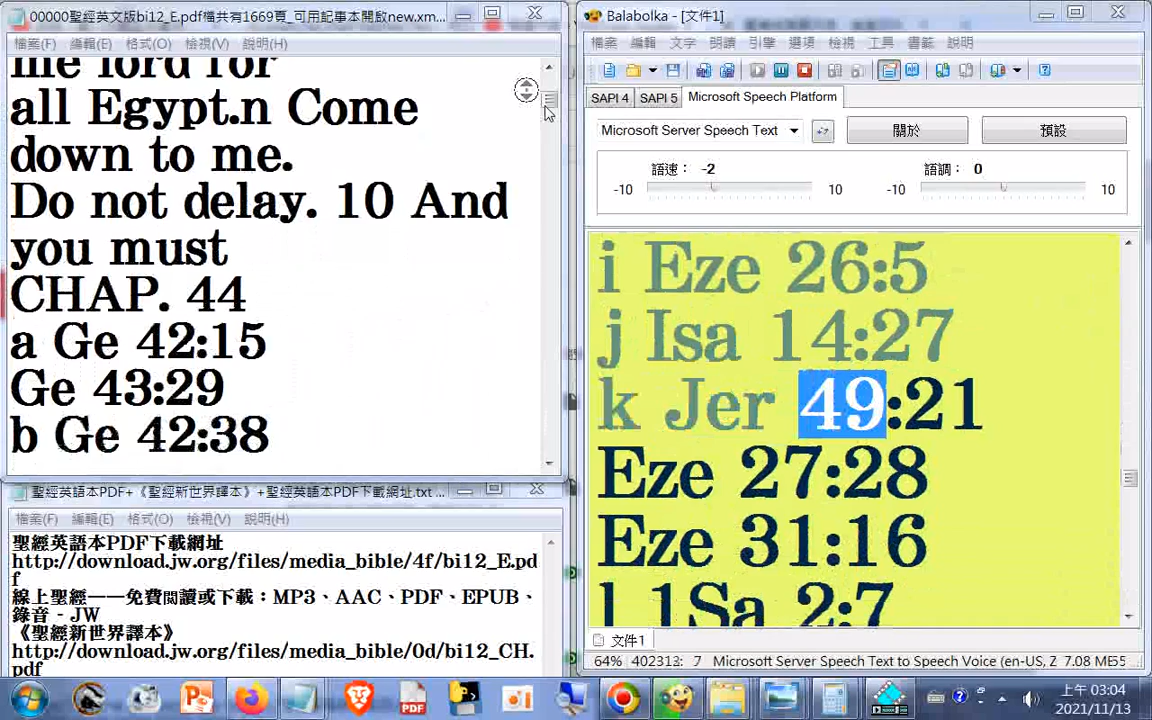 00000聖經英文版bi12_E.pdf檔共有1669頁_可用記事本開啟new.xm...
檔案(F) 編輯(E) 格式(O) 檢視(V) 說明(H)
me lord for
all Egypt.n Come
down to me.
Do not delay. 10 And
you must
CHAP. 44
a Ge 42:15
Ge 43:29
b Ge 42:38
聖經英語本PDF+《聖經新世界譯本》+聖經英語本PDF下載網址.txt ...
檔案(F) 編輯(E) 格式(O) 檢視(V) 說明(H)
聖經英語本PDF下載網址
http://download.jw.org/files/media_bible/4f/bi12_E.pd
f
線上聖經——免費閱讀或下載：MP3、AAC、PDF、EPUB、
錄音 - JW
《聖經新世界譯本》
http://download.jw.org/files/media_bible/0d/bi12_CH.
pdf
Balabolka - [文件1]
檔案 編輯 文字 朗讀 引擎 選項 檢視 工具 書籤 說明
SAPI 4 SAPI 5 Microsoft Speech Platform
Microsoft Server Speech Text 關於 預設
語速： -2 語調： 0
-10 10 -10 10
i Eze 26:5
j Isa 14:27
k Jer 49:21
Eze 27:28
Eze 31:16
l 1Sa 2:7
文件1
64% 402312: 7 Microsoft Server Speech Text to Speech Voice (en-US, Z 7.08 ME55
PDF
上午 03:04
2021/11/13